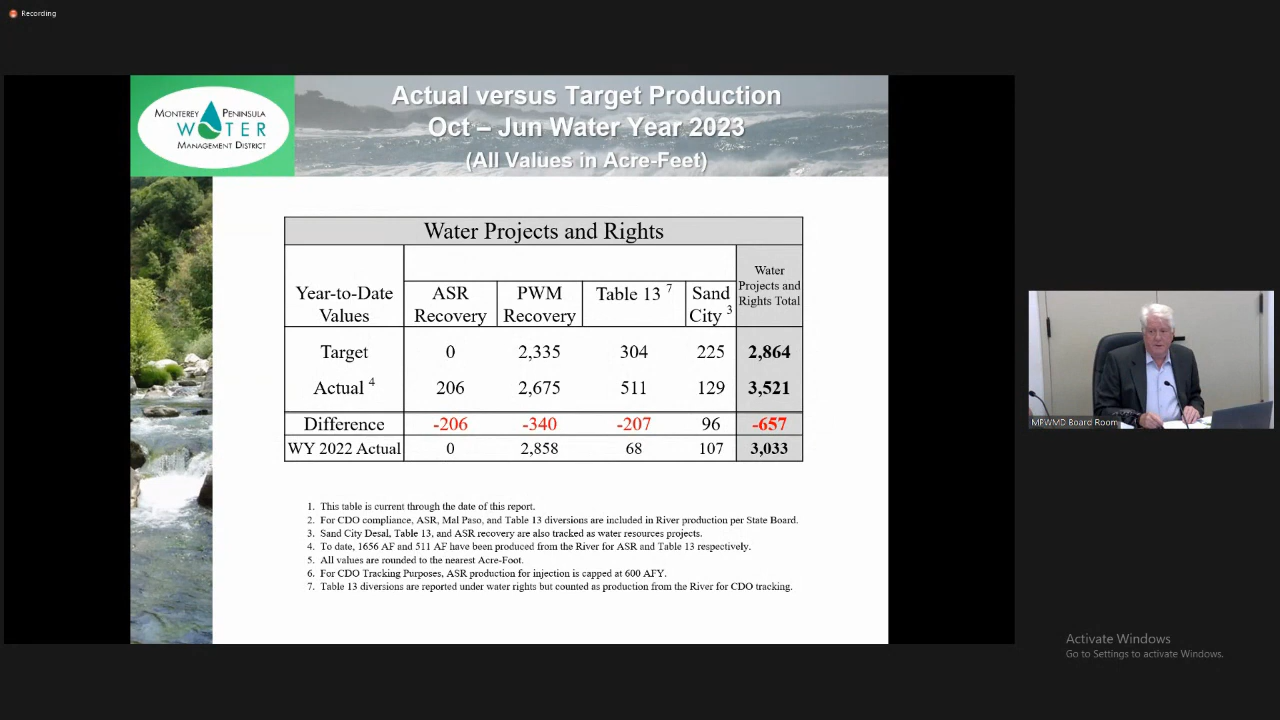 Recording
MONTEREY PENINSULA
WATER
MANAGEMENT DISTRICT
Actual versus Target Production
Oct – Jun Water Year 2023
(All Values in Acre-Feet)
Water Projects and Rights
Year-to-Date Values
ASR Recovery
PWM Recovery
Table 13 7
Sand City 3
Water Projects and Rights Total
Target 0 2,335 304 225 2,864
Actual 4 206 2,675 511 129 3,521
Difference -206 -340 -207 96 -657
WY 2022 Actual 0 2,858 68 107 3,033
1. This table is current through the date of this report.
2. For CDO compliance, ASR, Mal Paso, and Table 13 diversions are included in River production per State Board.
3. Sand City Desal, Table 13, and ASR recovery are also tracked as water resources projects.
4. To date, 1656 AF and 511 AF have been produced from the River for ASR and Table 13 respectively.
5. All values are rounded to the nearest Acre-Foot.
6. For CDO Tracking Purposes, ASR production for injection is capped at 600 AFY.
7. Table 13 diversions are reported under water rights but counted as production from the River for CDO tracking.
MPWMD Board Room
Activate Windows
Go to Settings to activate Windows.